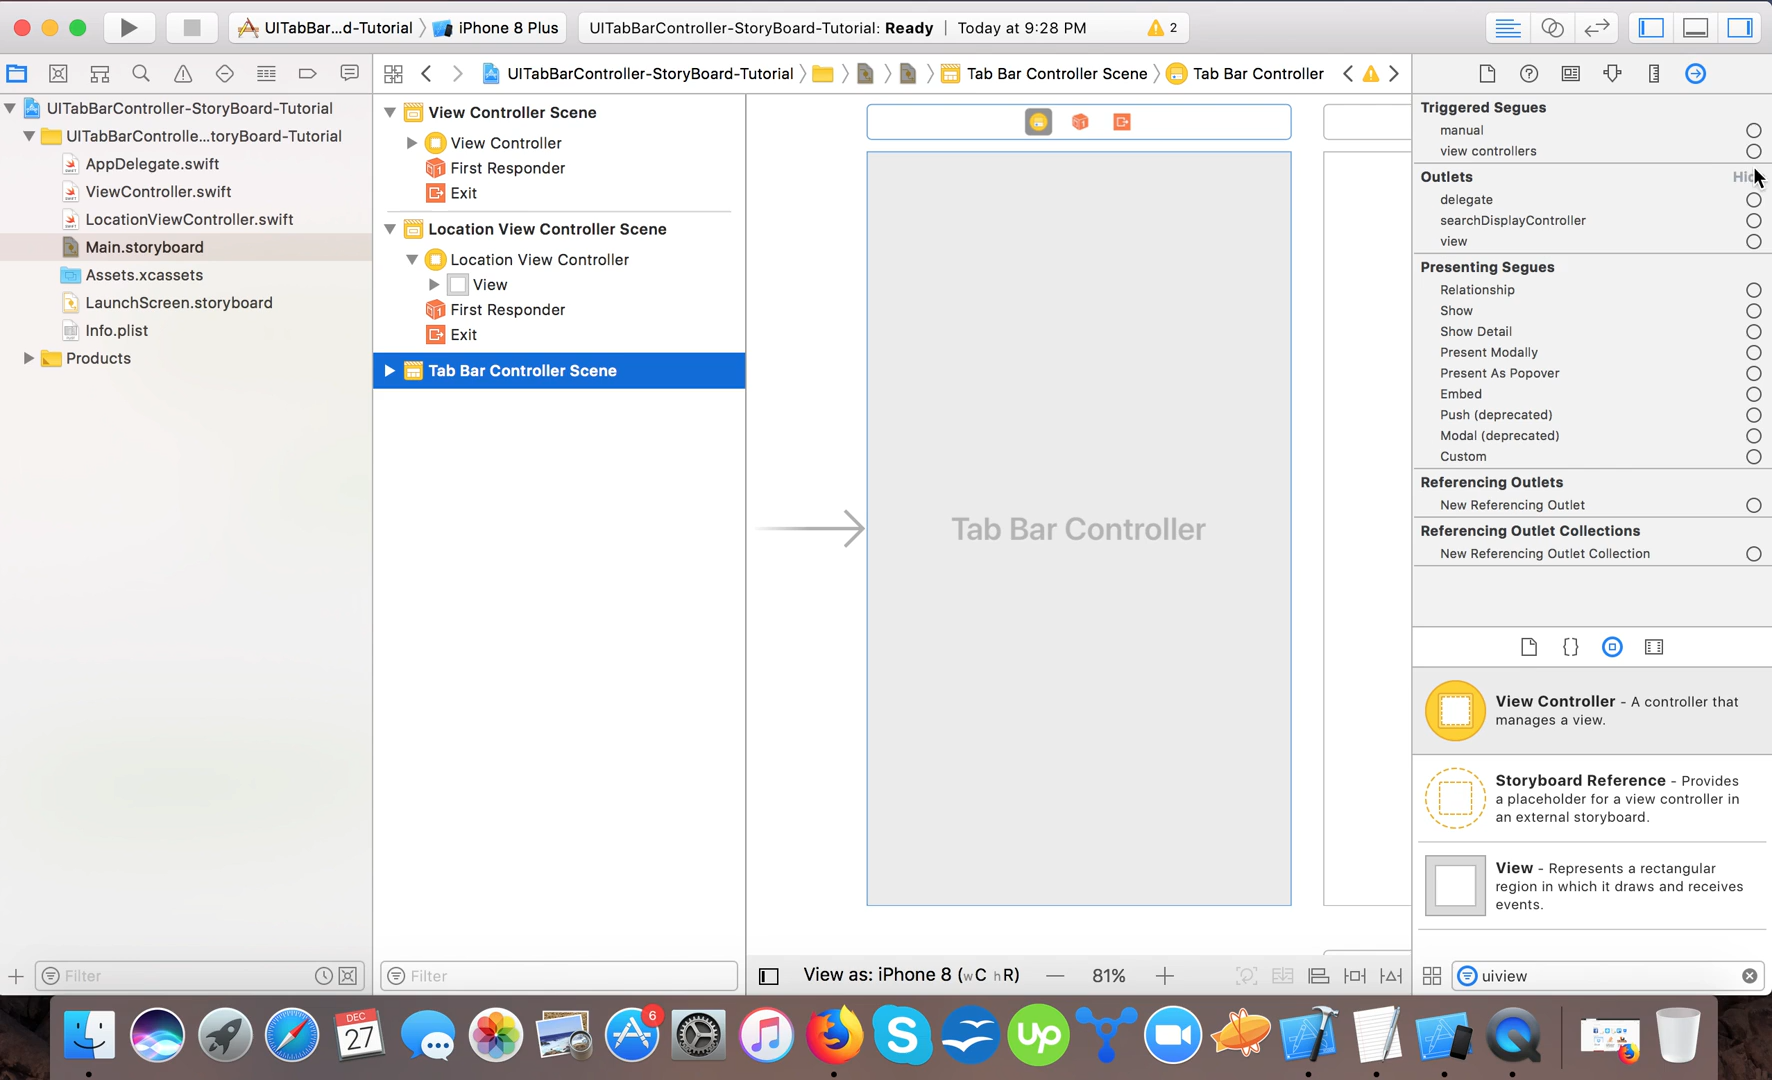 UITabBar...d-Tutorial
iPhone 8 Plus
UITabBarController-StoryBoard-Tutorial: Ready
Today at 9:28 PM
2
UITabBarController-StoryBoard-Tutorial
Tab Bar Controller Scene
Tab Bar Controller
UITabBarController-StoryBoard-Tutorial
UITabBarControlle...toryBoard-Tutorial
AppDelegate.swift
ViewController.swift
LocationViewController.swift
Main.storyboard
Assets.xcassets
LaunchScreen.storyboard
Info.plist
Products
Filter
View Controller Scene
View Controller
First Responder
Exit
Location View Controller Scene
Location View Controller
View
First Responder
Exit
Tab Bar Controller Scene
Filter
Tab Bar Controller
View as: iPhone 8 (wC hR)
81%
Triggered Segues
manual
view controllers
Outlets
delegate
searchDisplayController
view
Presenting Segues
Relationship
Show
Show Detail
Present Modally
Present As Popover
Embed
Push (deprecated)
Modal (deprecated)
Custom
Referencing Outlets
New Referencing Outlet
Referencing Outlet Collections
New Referencing Outlet Collection
View Controller - A controller that
manages a view.
Storyboard Reference - Provides
a placeholder for a view controller in
an external storyboard.
View - Represents a rectangular
region in which it draws and receives
events.
uiview
DEC
27
6
S
up